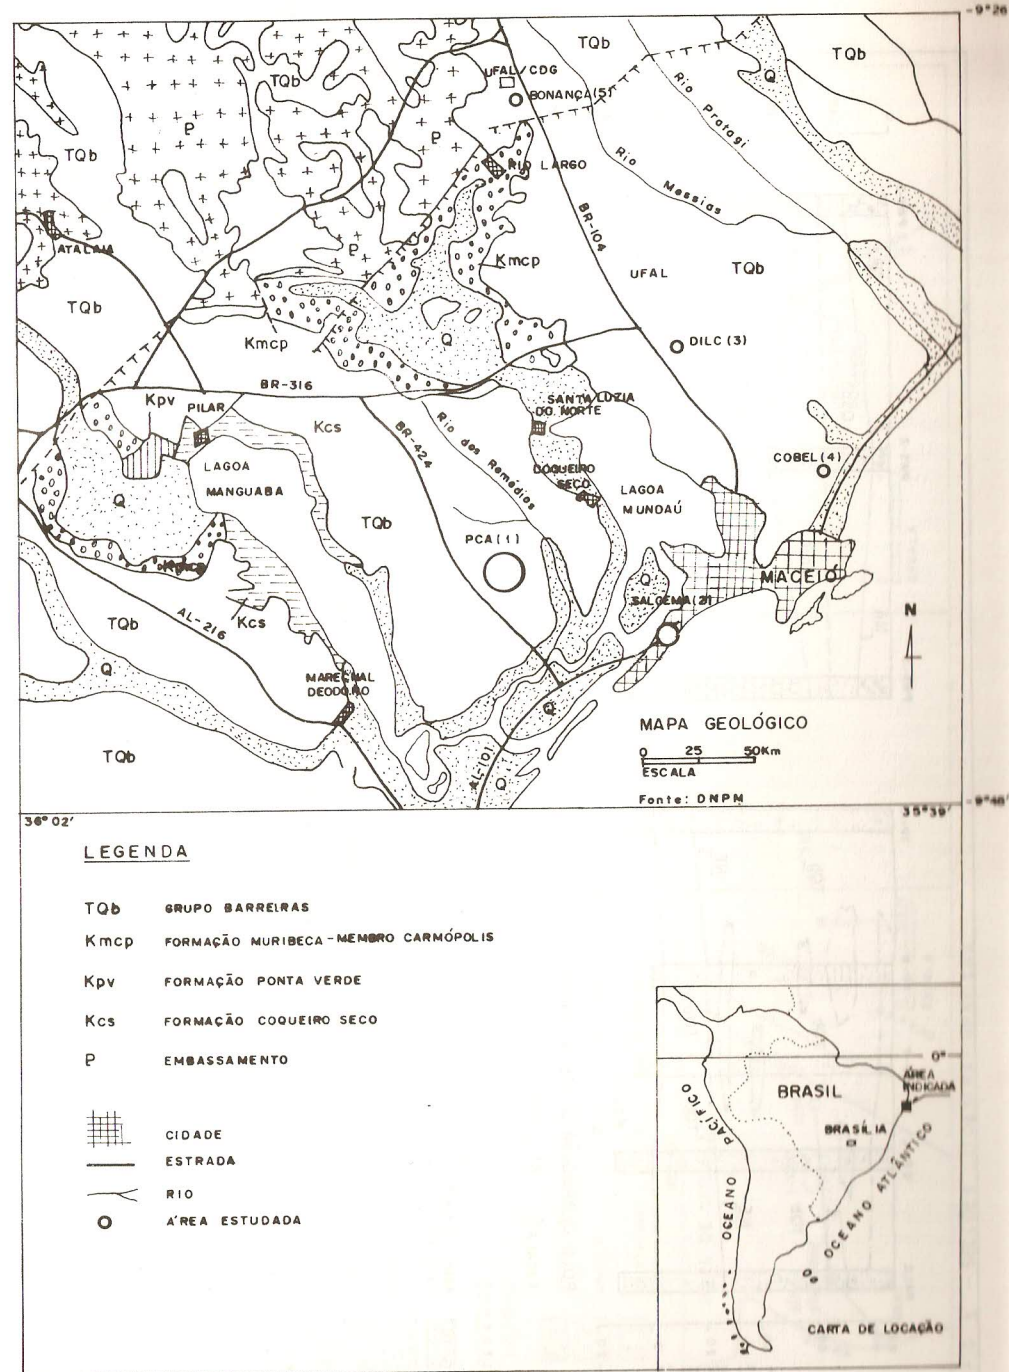 -9°26
TQb
TQb
Q
TQb
UFAL/CDG
BONANÇA(5)
Rio Pratagi
P
P
TQb
RIO LARGO
Rio Messias
ATALAIA
BR-104
P
Kmcp
UFAL
TQb
TQb
Kmcp
Q
DILC (3)
BR-316
Kpv
PILAR
Kcs
BR-424
Rio dos Remédios
SANTA LUZIA
DO NORTE
COBEL(4)
LAGOA
MANGUABA
COQUEIRO
SECO
LAGOA
MUNDAÚ
Q
TQb
PCA(1)
Kmcp
Q
MACEIÓ
SALGEMA(2)
TQb
AL-216
Kcs
N
Q
MARECHAL
DEODORO
Q
MAPA GEOLÓGICO
0 25 50Km
ESCALA
TQb
AL-101
Q
Fonte: DNPM
36°02'
35°39'
-9°46'
LEGENDA
TQb GRUPO BARREIRAS
Kmcp FORMAÇÃO MURIBECA-MEMBRO CARMÓPOLIS
Kpv FORMAÇÃO PONTA VERDE
Kcs FORMAÇÃO COQUEIRO SECO
P EMBASSAMENTO
CIDADE
ESTRADA
RIO
ÁREA ESTUDADA
0°
ÁREA
INDICADA
BRASIL
BRASÍLIA
OCEANO PACÍFICO
OCEANO ATLÂNTICO
CARTA DE LOCAÇÃO